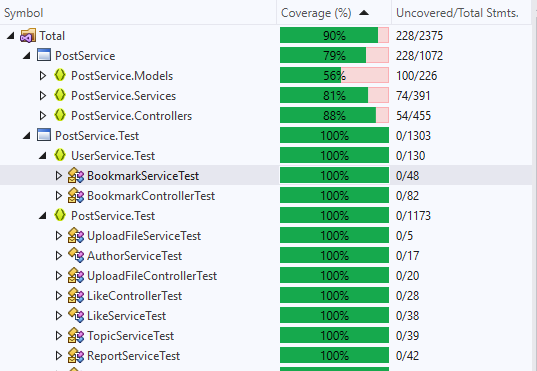 Symbol Coverage (%) Uncovered/Total Stmts.
Total 90% 228/2375
PostService 79% 228/1072
PostService.Models 56% 100/226
PostService.Services 81% 74/391
PostService.Controllers 88% 54/455
PostService.Test 100% 0/1303
UserService.Test 100% 0/130
BookmarkServiceTest 100% 0/48
BookmarkControllerTest 100% 0/82
PostService.Test 100% 0/1173
UploadFileServiceTest 100% 0/5
AuthorServiceTest 100% 0/17
UploadFileControllerTest 100% 0/20
LikeControllerTest 100% 0/28
LikeServiceTest 100% 0/38
TopicServiceTest 100% 0/39
ReportServiceTest 100% 0/42